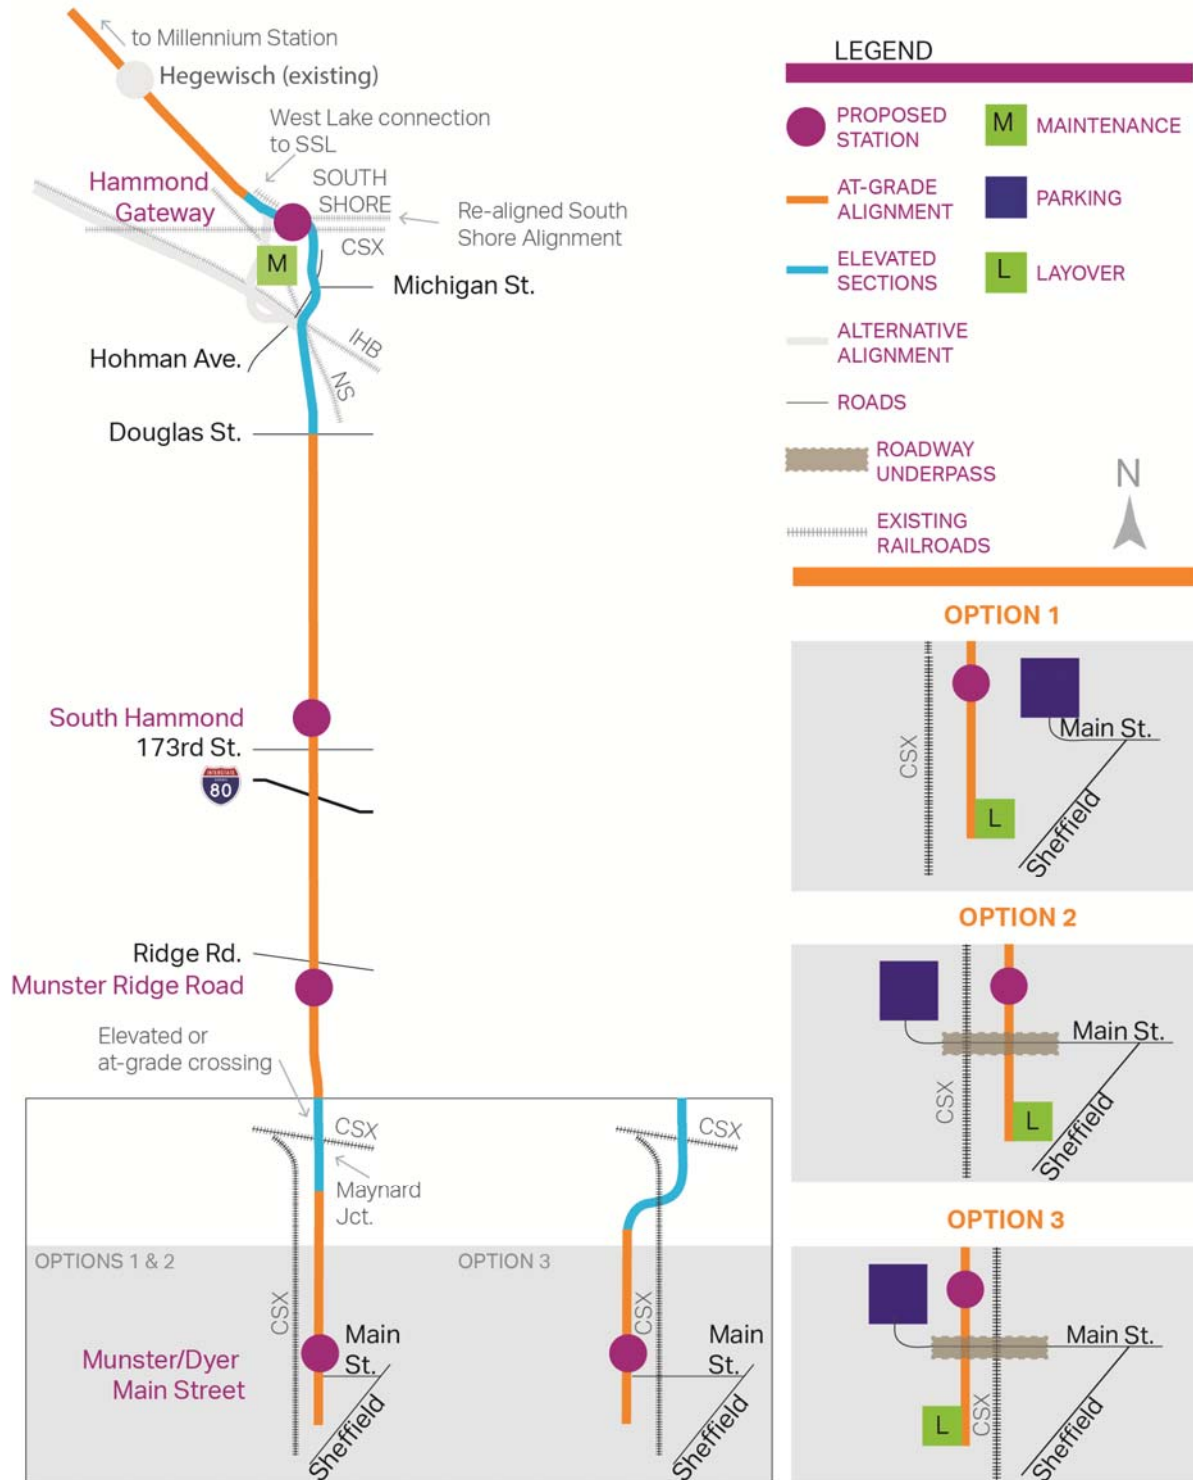 to Millennium Station
Hegewisch (existing)
West Lake connection
to SSL
Hammond
Gateway
SOUTH
SHORE
Re-aligned South
Shore Alignment
CSX
M
Michigan St.
IHB
Hohman Ave.
NS
Douglas St.
South Hammond
173rd St.
INTERSTATE
80
Ridge Rd.
Munster Ridge Road
Elevated or
at-grade crossing
CSX
Maynard
Jct.
OPTIONS 1 & 2
CSX
Main
St.
Munster/Dyer
Main Street
Sheffield
CSX
OPTION 3
CSX
Main
St.
Sheffield
LEGEND
PROPOSED
STATION
M
MAINTENANCE
AT-GRADE
ALIGNMENT
PARKING
ELEVATED
SECTIONS
L
LAYOVER
ALTERNATIVE
ALIGNMENT
ROADS
ROADWAY
UNDERPASS
N
EXISTING
RAILROADS
OPTION 1
CSX
Main St.
L
Sheffield
OPTION 2
Main St.
CSX
L
Sheffield
OPTION 3
Main St.
L
CSX
Sheffield